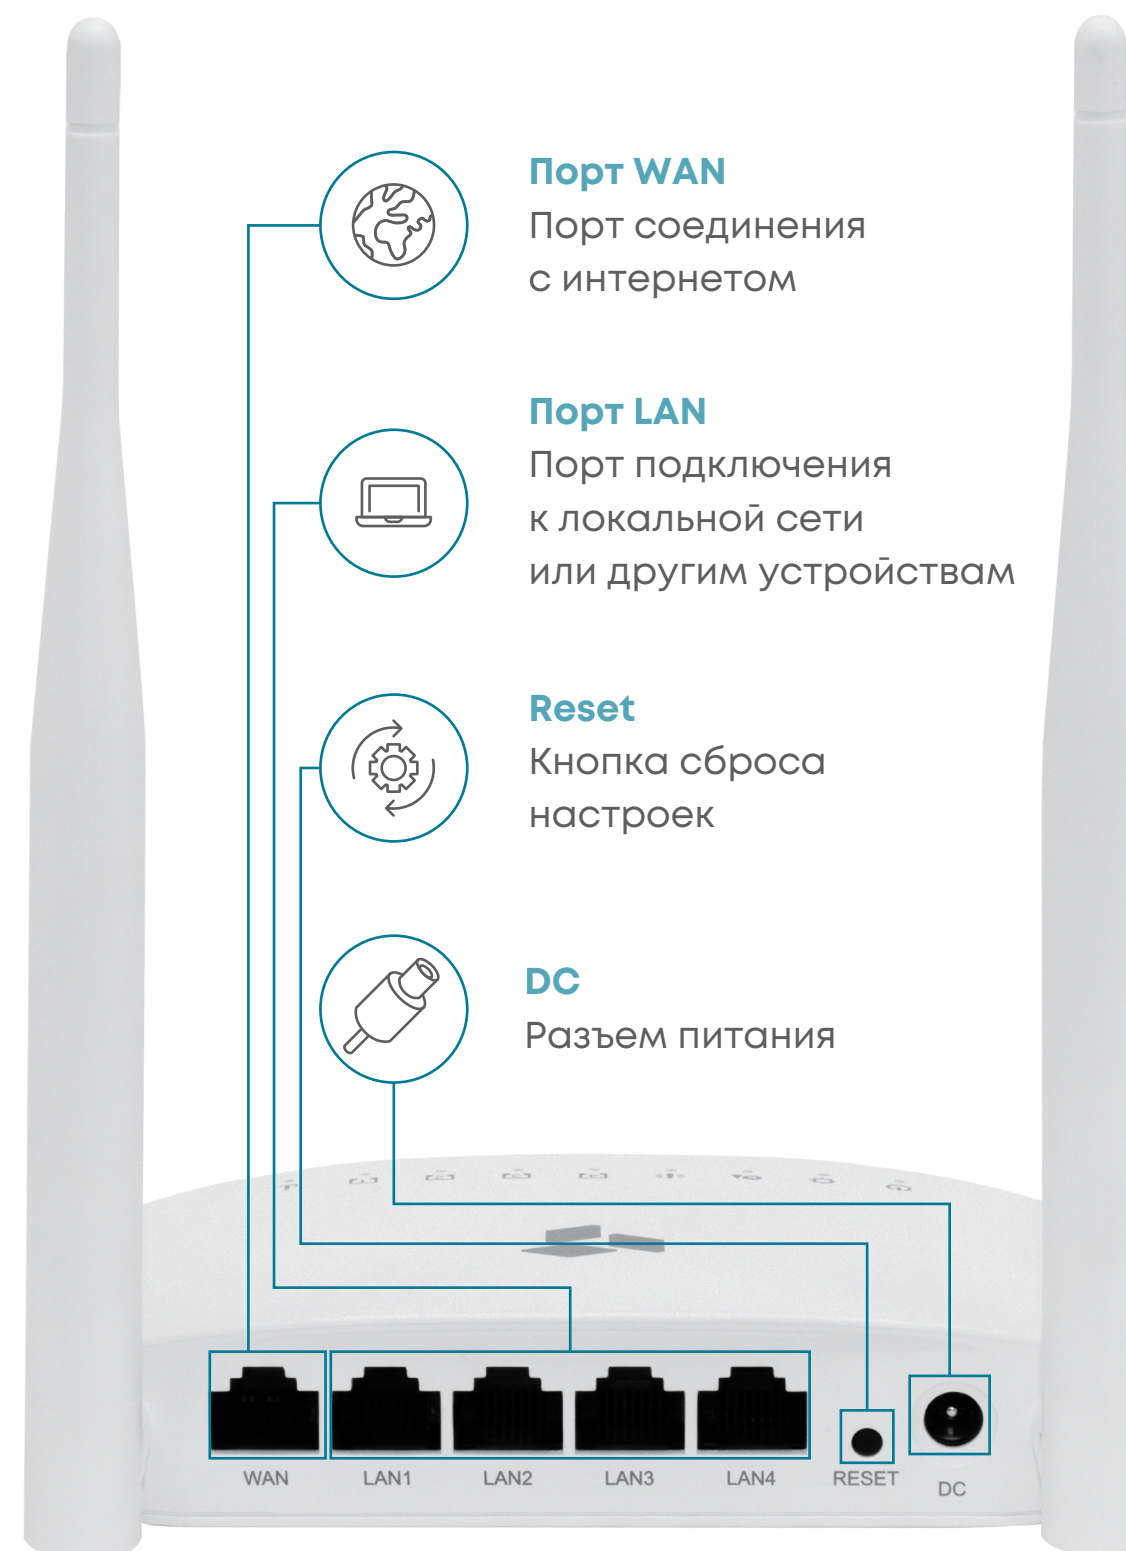 Порт WAN
Порт соединения
с интернетом
Порт LAN
Порт подключения
к локальной сети
или другим устройствам
Reset
Кнопка сброса
настроек
DC
Разъем питания
WAN
LAN1
LAN2
LAN3
LAN4
RESET
DC